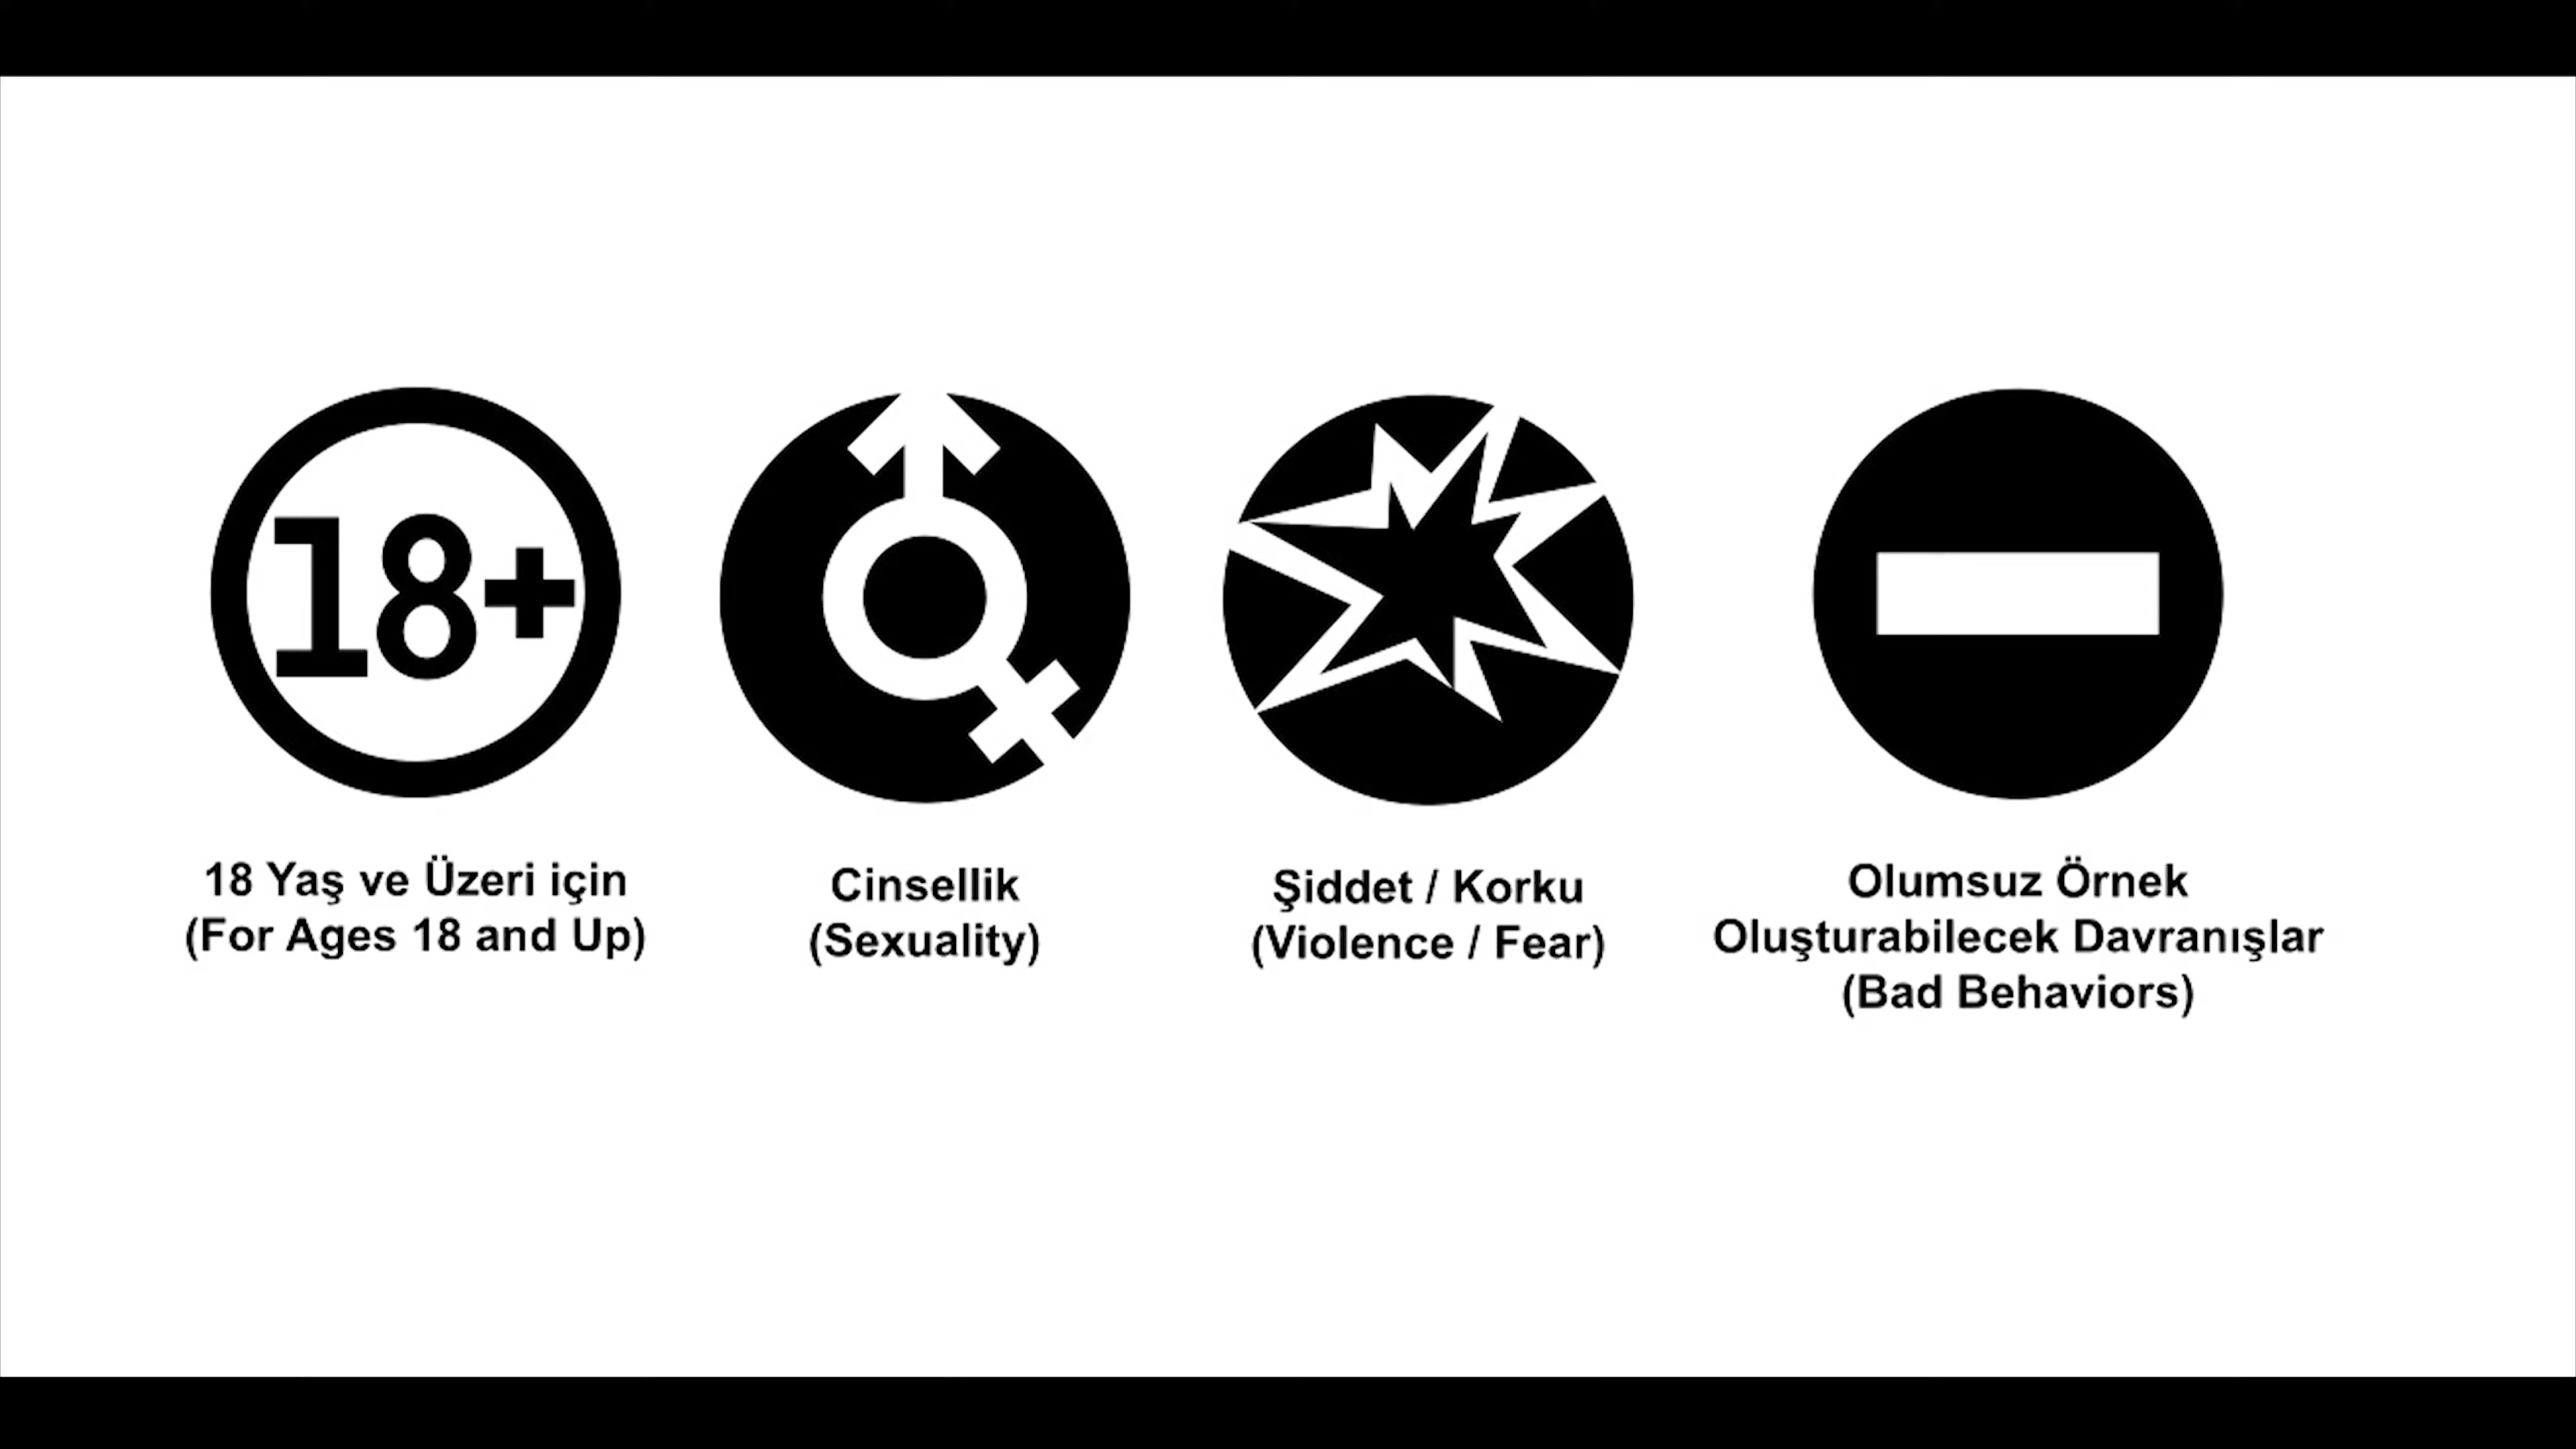 18+
18 Yaş ve Üzeri için
(For Ages 18 and Up)
Cinsellik
(Sexuality)
Şiddet / Korku
(Violence / Fear)
Olumsuz Örnek
Oluşturabilecek Davranışlar
(Bad Behaviors)